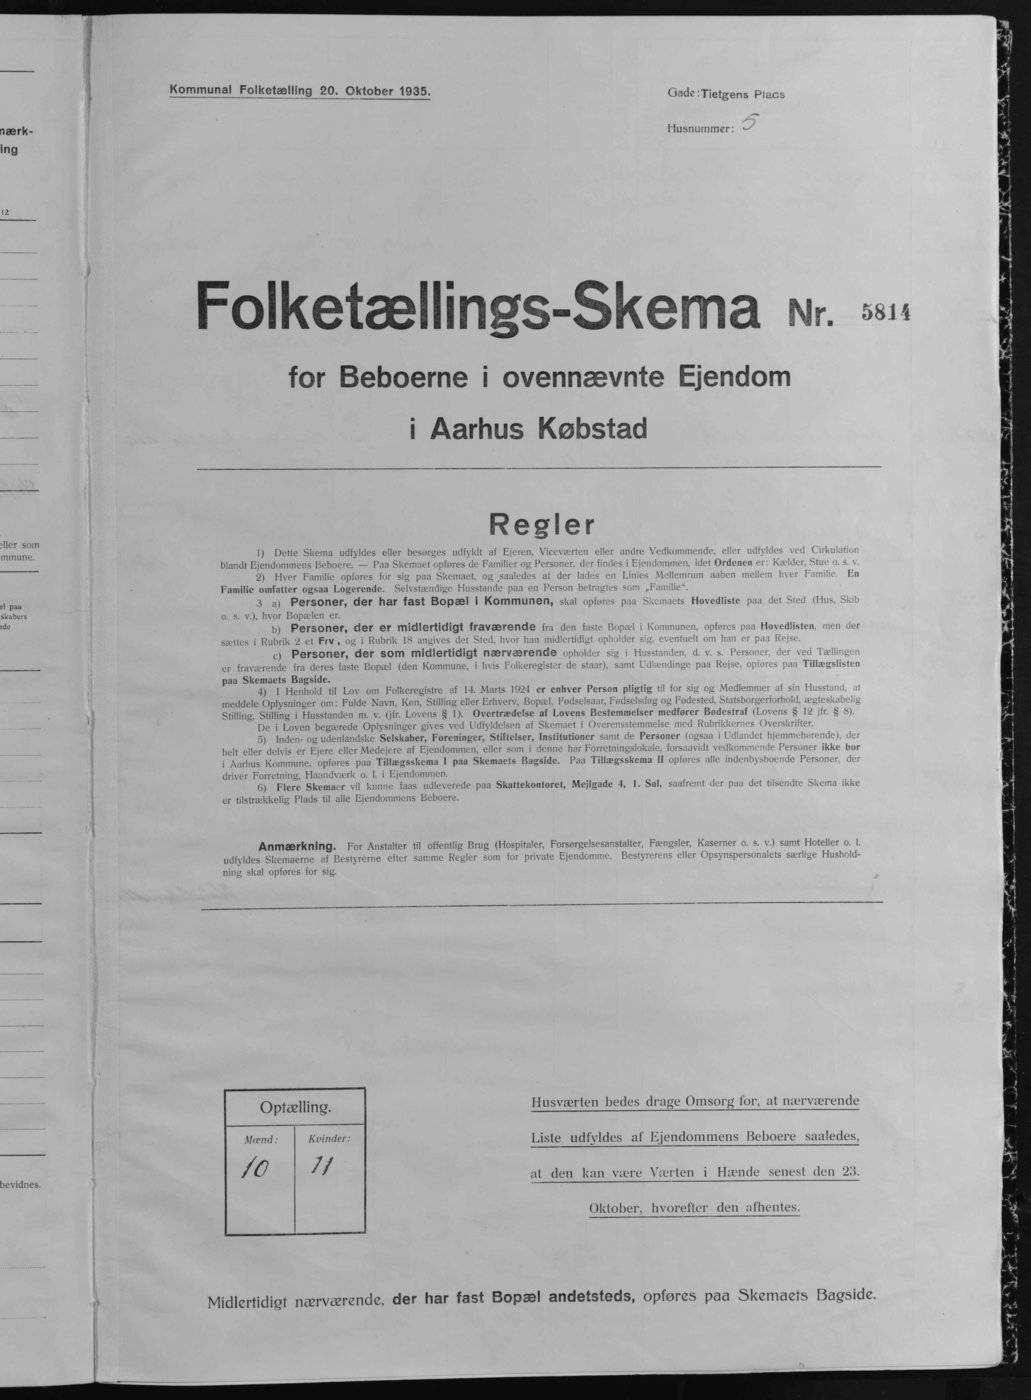 Kommunal Folketælling 20. Oktober 1935.
Gade: Tietgens Plads
Husnummer: 5
Folketællings-Skema Nr. 5814
for Beboerne i ovennævnte Ejendom
i Aarhus Købstad
Regler
1) Dette Skema udfyldes eller besørges udfyldt af Ejeren, Viceværten eller andre Vedkommende, eller udfyldes ved Cirkulation
blandt Ejendommens Beboere. — Paa Skemaet opføres de Familier og Personer, der findes i Ejendommen, idet Ordenen er: Kælder, Stue o. s. v.
2) Hver Familie opføres for sig paa Skemaet, og saaledes at der lades en Linies Mellemrum aaben mellem hver Familie. En
Familie omfatter ogsaa Logerende. Selvstændige Husstande paa en Person betragtes som „Familie“.
3 a) Personer, der har fast Bopæl i Kommunen, skal opføres paa Skemaets Hovedliste paa det Sted (Hus, Skib
o. s. v.), hvor Bopælen er.
b) Personer, der er midlertidigt fraværende fra den faste Bopæl i Kommunen, opføres paa Hovedlisten, men der
sættes i Rubrik 2 et Frv., og i Rubrik 18 angives det Sted, hvor han midlertidigt opholder sig, eventuelt om han er paa Rejse.
c) Personer, der som midlertidigt nærværende opholder sig i Husstanden, d. v. s. Personer, der ved Tællingen
er fraværende fra deres faste Bopæl (den Kommune, i hvis Folkeregister de staar), samt Udlændinge paa Rejse, opføres paa Tillægslisten
paa Skemaets Bagside.
4) I Henhold til Lov om Folkeregistre af 14. Marts 1924 er enhver Person pligtig til for sig og Medlemmer af sin Husstand, at
meddele Oplysninger om: Fulde Navn, Køn, Stilling eller Erhverv, Bopæl, Fødselsaar, Fødselsdag og Fødested, Statsborgerforhold, ægteskabelig
Stilling, Stilling i Husstanden m. v. (jfr. Lovens § 1). Overtrædelse af Lovens Bestemmelser medfører Bødestraf (Lovens § 12 jfr. § 8).
De i Loven begærede Oplysninger gives ved Udfyldelsen af Skemaet i Overensstemmelse med Rubrikkernes Overskrifter.
5) Inden- og udenlandske Selskaber, Foreninger, Stiftelser, Institutioner samt de Personer (ogsaa i Udlandet hjemmehørende), der
helt eller delvis er Ejere eller Medejere af Ejendommen, eller som i denne har Forretningslokale, forsaavidt vedkommende Personer ikke bor
i Aarhus Kommune, opføres paa Tillægsskema I paa Skemaets Bagside. Paa Tillægsskema II opføres alle indenbysboende Personer, der
driver Forretning, Haandværk o. l. i Ejendommen.
6) Flere Skemaer vil kunne faas udleverede paa Skattekontoret, Mejlgade 4, 1. Sal, saafremt der paa det tilsendte Skema ikke
er tilstrækkelig Plads til alle Ejendommens Beboere.
Anmærkning. For Anstalter til offentlig Brug (Hospitaler, Forsørgelsesanstalter, Fængsler, Kaserner o. s. v.) samt Hoteller o. l.
udfyldes Skemaerne af Bestyrerne efter samme Regler som for private Ejendomme. Bestyrerens eller Opsynspersonalets særlige Hushold-
ning skal opføres for sig.
Optælling.
Mænd: Kvinder:
10 11
Husværten bedes drage Omsorg for, at nærværende
Liste udfyldes af Ejendommens Beboere saaledes,
at den kan være Værten i Hænde senest den 23.
Oktober, hvorefter den afhentes.
Midlertidigt nærværende, der har fast Bopæl andetsteds, opføres paa Skemaets Bagside.